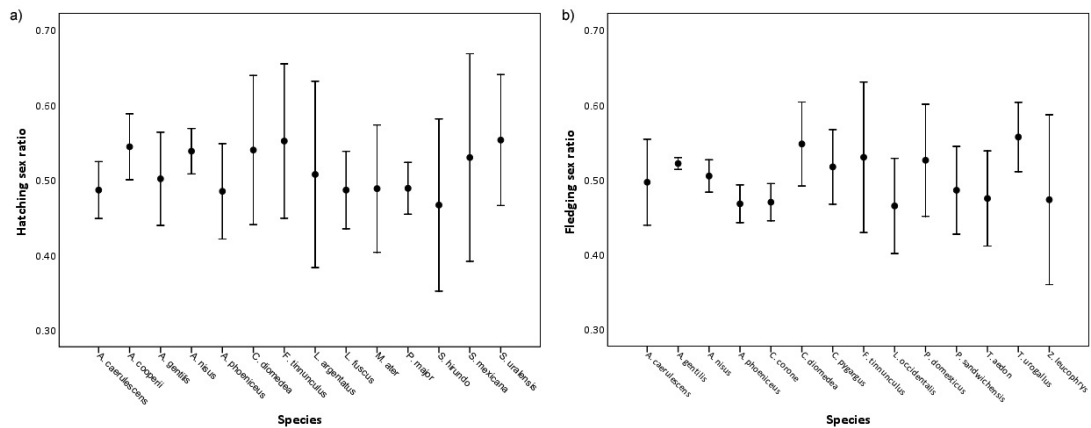 a)
Hatching sex ratio
0.70
0.60
0.50
0.40
0.30
A. caerulescens
A. cooperii
A. gentilis
A. nisus
A. phoeniceus
C. diomedea
F. tinnunculus
L. argentatus
L. fuscus
M. ater
P. major
S. hirundo
S. mexicana
S. uralensis
Species
b)
Fledging sex ratio
0.70
0.60
0.50
0.40
0.30
A. caerulescens
A. gentilis
A. nisus
A. phoeniceus
C. corone
C. diomedea
C. pygargus
F. tinnunculus
L. occidentalis
P. domesticus
P. sandwichensis
T. aedon
T. urogallus
Z. leucophrys
Species